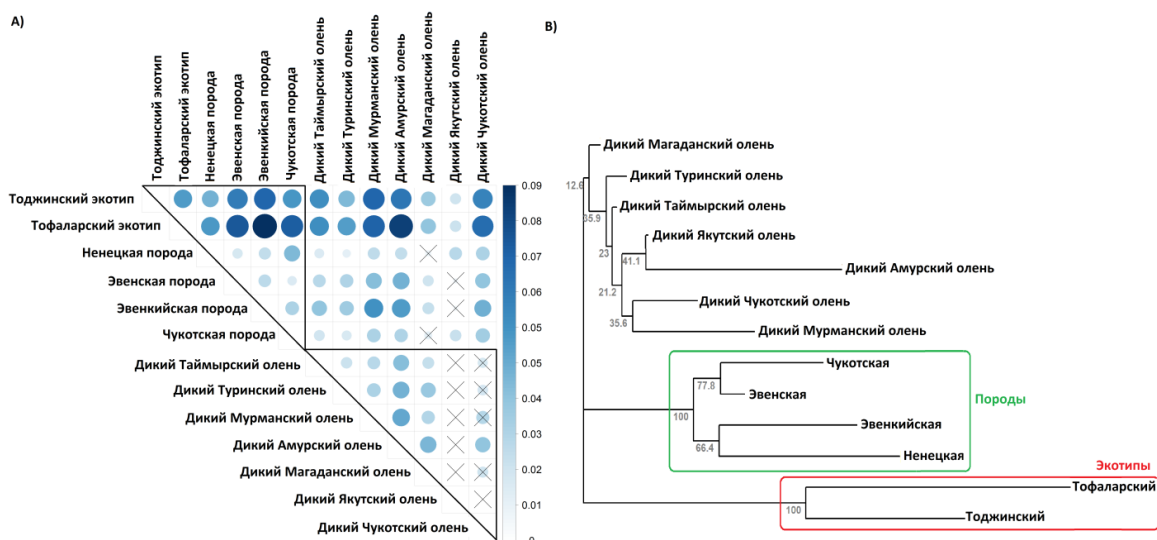 A)
Тоджинский экотип
Тофаларский экотип
Ненецкая порода
Эвенская порода
Эвенкийская порода
Чукотская порода
Дикий Таймырский олень
Дикий Туринский олень
Дикий Мурманский олень
Дикий Амурский олень
Дикий Магаданский олень
Дикий Якутский олень
Дикий Чукотский олень
Тоджинский экотип
Тофаларский экотип
Ненецкая порода
Эвенская порода
Эвенкийская порода
Чукотская порода
Дикий Таймырский олень
Дикий Туринский олень
Дикий Мурманский олень
Дикий Амурский олень
Дикий Магаданский олень
Дикий Якутский олень
Дикий Чукотский олень
0.09
0.08
0.07
0.06
0.05
0.04
0.03
0.02
0.01
0
B)
Дикий Магаданский олень
12.6
Дикий Туринский олень
35.9
Дикий Таймырский олень
23
Дикий Якутский олень
41.1
Дикий Амурский олень
21.2
Дикий Чукотский олень
35.6
Дикий Мурманский олень
Чукотская
77.8
Эвенская
Породы
100
Эвенкийская
66.4
Ненецкая
Экотипы
Тофаларский
100
Тоджинский